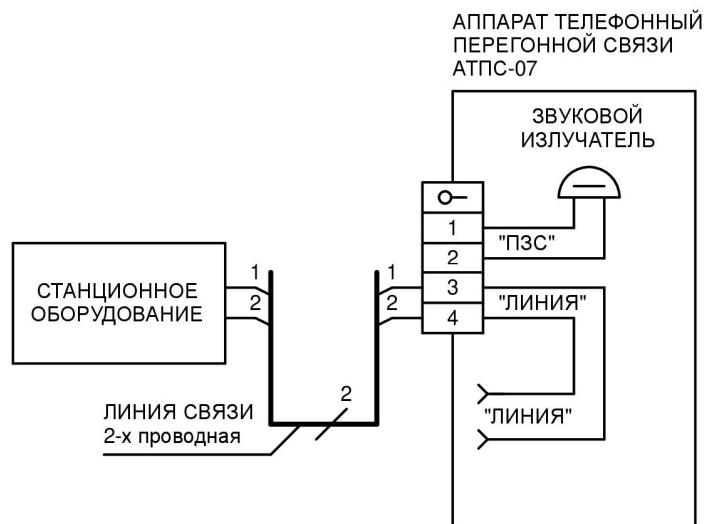 АППАРАТ ТЕЛЕФОННЫЙ
ПЕРЕГОННОЙ СВЯЗИ
АТПС-07
ЗВУКОВОЙ
ИЗЛУЧАТЕЛЬ
1
"ПЗС"
2
СТАНЦИОННОЕ
ОБОРУДОВАНИЕ
1
2
1
2
3
"ЛИНИЯ"
4
2
"ЛИНИЯ"
ЛИНИЯ СВЯЗИ
2-х проводная